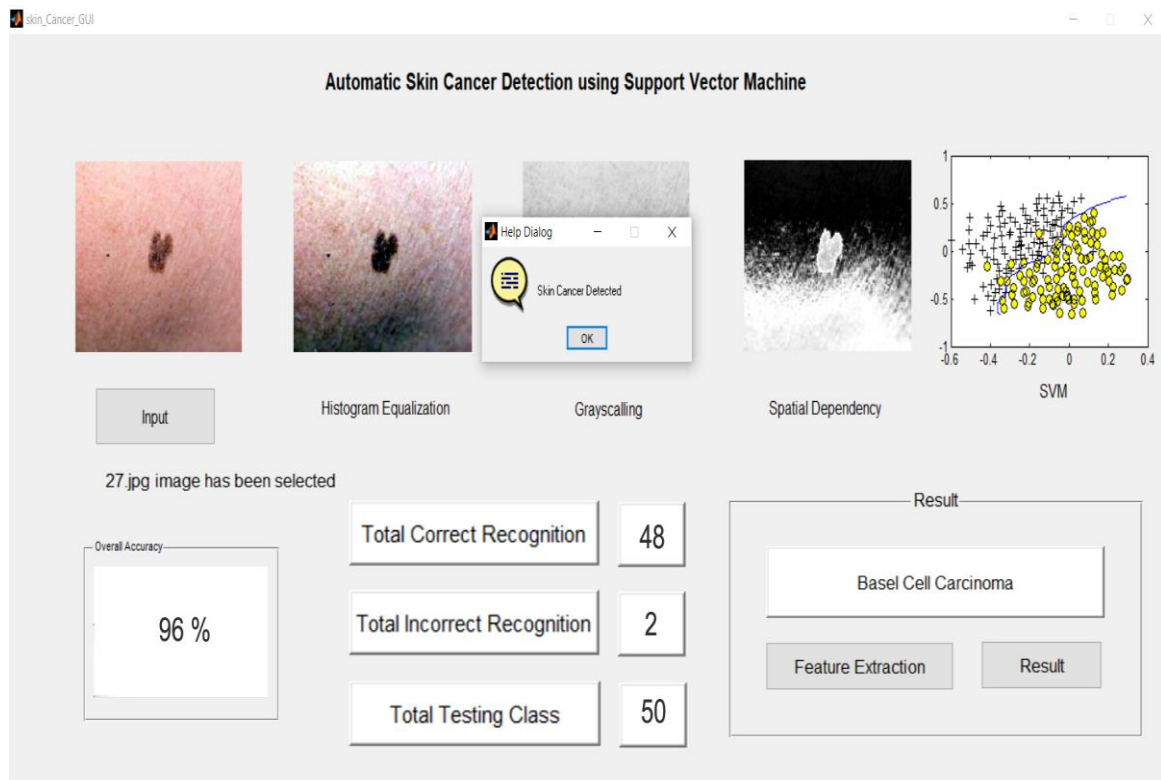 skin_Cancer_GUI
Automatic Skin Cancer Detection using Support Vector Machine
Help Dialog
Skin Cancer Detected
OK
1
0.5
0
-0.5
-1
-0.6 -0.4 -0.2 0 0.2 0.4
SVM
Input
Histogram Equalization
Grayscalling
Spatial Dependency
27.jpg image has been selected
Overall Accuracy
96 %
Total Correct Recognition 48
Total Incorrect Recognition 2
Total Testing Class 50
Result
Basel Cell Carcinoma
Feature Extraction
Result